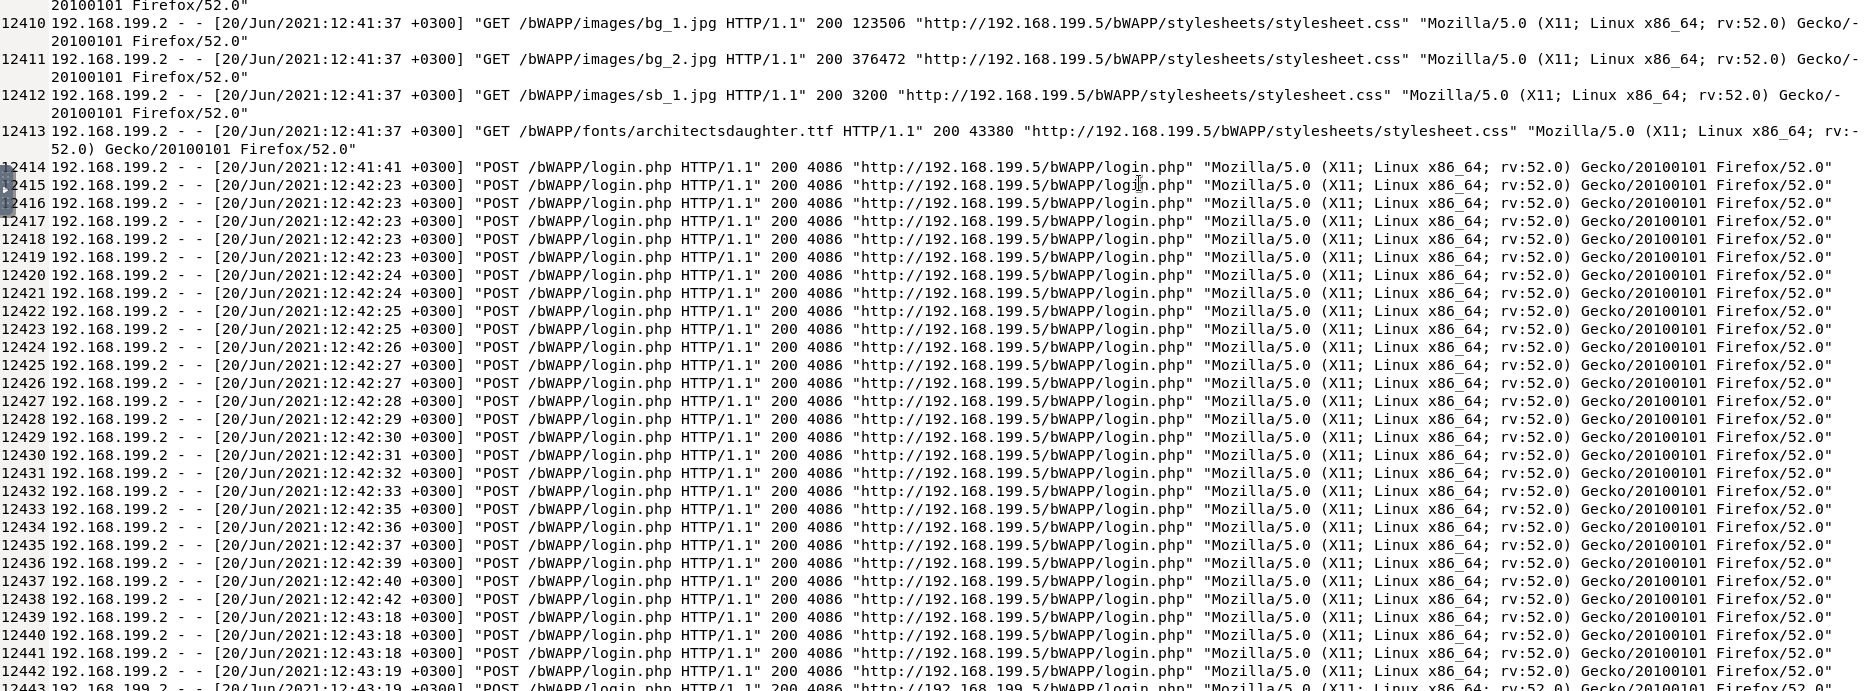 20100101 Firefox/52.0"
12410 192.168.199.2 - - [20/Jun/2021:12:41:37 +0300] "GET /bWAPP/images/bg_1.jpg HTTP/1.1" 200 123506 "http://192.168.199.5/bWAPP/stylesheets/stylesheet.css" "Mozilla/5.0 (X11; Linux x86_64; rv:52.0) Gecko/-
20100101 Firefox/52.0"
12411 192.168.199.2 - - [20/Jun/2021:12:41:37 +0300] "GET /bWAPP/images/bg_2.jpg HTTP/1.1" 200 376472 "http://192.168.199.5/bWAPP/stylesheets/stylesheet.css" "Mozilla/5.0 (X11; Linux x86_64; rv:52.0) Gecko/-
20100101 Firefox/52.0"
12412 192.168.199.2 - - [20/Jun/2021:12:41:37 +0300] "GET /bWAPP/images/sb_1.jpg HTTP/1.1" 200 3200 "http://192.168.199.5/bWAPP/stylesheets/stylesheet.css" "Mozilla/5.0 (X11; Linux x86_64; rv:52.0) Gecko/-
20100101 Firefox/52.0"
12413 192.168.199.2 - - [20/Jun/2021:12:41:37 +0300] "GET /bWAPP/fonts/architectsdaughter.ttf HTTP/1.1" 200 43380 "http://192.168.199.5/bWAPP/stylesheets/stylesheet.css" "Mozilla/5.0 (X11; Linux x86_64; rv:-
52.0) Gecko/20100101 Firefox/52.0"
12414 192.168.199.2 - - [20/Jun/2021:12:41:41 +0300] "POST /bWAPP/login.php HTTP/1.1" 200 4086 "http://192.168.199.5/bWAPP/login.php" "Mozilla/5.0 (X11; Linux x86_64; rv:52.0) Gecko/20100101 Firefox/52.0"
12415 192.168.199.2 - - [20/Jun/2021:12:42:23 +0300] "POST /bWAPP/login.php HTTP/1.1" 200 4086 "http://192.168.199.5/bWAPP/login.php" "Mozilla/5.0 (X11; Linux x86_64; rv:52.0) Gecko/20100101 Firefox/52.0"
12416 192.168.199.2 - - [20/Jun/2021:12:42:23 +0300] "POST /bWAPP/login.php HTTP/1.1" 200 4086 "http://192.168.199.5/bWAPP/login.php" "Mozilla/5.0 (X11; Linux x86_64; rv:52.0) Gecko/20100101 Firefox/52.0"
12417 192.168.199.2 - - [20/Jun/2021:12:42:23 +0300] "POST /bWAPP/login.php HTTP/1.1" 200 4086 "http://192.168.199.5/bWAPP/login.php" "Mozilla/5.0 (X11; Linux x86_64; rv:52.0) Gecko/20100101 Firefox/52.0"
12418 192.168.199.2 - - [20/Jun/2021:12:42:23 +0300] "POST /bWAPP/login.php HTTP/1.1" 200 4086 "http://192.168.199.5/bWAPP/login.php" "Mozilla/5.0 (X11; Linux x86_64; rv:52.0) Gecko/20100101 Firefox/52.0"
12419 192.168.199.2 - - [20/Jun/2021:12:42:23 +0300] "POST /bWAPP/login.php HTTP/1.1" 200 4086 "http://192.168.199.5/bWAPP/login.php" "Mozilla/5.0 (X11; Linux x86_64; rv:52.0) Gecko/20100101 Firefox/52.0"
12420 192.168.199.2 - - [20/Jun/2021:12:42:24 +0300] "POST /bWAPP/login.php HTTP/1.1" 200 4086 "http://192.168.199.5/bWAPP/login.php" "Mozilla/5.0 (X11; Linux x86_64; rv:52.0) Gecko/20100101 Firefox/52.0"
12421 192.168.199.2 - - [20/Jun/2021:12:42:24 +0300] "POST /bWAPP/login.php HTTP/1.1" 200 4086 "http://192.168.199.5/bWAPP/login.php" "Mozilla/5.0 (X11; Linux x86_64; rv:52.0) Gecko/20100101 Firefox/52.0"
12422 192.168.199.2 - - [20/Jun/2021:12:42:25 +0300] "POST /bWAPP/login.php HTTP/1.1" 200 4086 "http://192.168.199.5/bWAPP/login.php" "Mozilla/5.0 (X11; Linux x86_64; rv:52.0) Gecko/20100101 Firefox/52.0"
12423 192.168.199.2 - - [20/Jun/2021:12:42:25 +0300] "POST /bWAPP/login.php HTTP/1.1" 200 4086 "http://192.168.199.5/bWAPP/login.php" "Mozilla/5.0 (X11; Linux x86_64; rv:52.0) Gecko/20100101 Firefox/52.0"
12424 192.168.199.2 - - [20/Jun/2021:12:42:26 +0300] "POST /bWAPP/login.php HTTP/1.1" 200 4086 "http://192.168.199.5/bWAPP/login.php" "Mozilla/5.0 (X11; Linux x86_64; rv:52.0) Gecko/20100101 Firefox/52.0"
12425 192.168.199.2 - - [20/Jun/2021:12:42:27 +0300] "POST /bWAPP/login.php HTTP/1.1" 200 4086 "http://192.168.199.5/bWAPP/login.php" "Mozilla/5.0 (X11; Linux x86_64; rv:52.0) Gecko/20100101 Firefox/52.0"
12426 192.168.199.2 - - [20/Jun/2021:12:42:27 +0300] "POST /bWAPP/login.php HTTP/1.1" 200 4086 "http://192.168.199.5/bWAPP/login.php" "Mozilla/5.0 (X11; Linux x86_64; rv:52.0) Gecko/20100101 Firefox/52.0"
12427 192.168.199.2 - - [20/Jun/2021:12:42:28 +0300] "POST /bWAPP/login.php HTTP/1.1" 200 4086 "http://192.168.199.5/bWAPP/login.php" "Mozilla/5.0 (X11; Linux x86_64; rv:52.0) Gecko/20100101 Firefox/52.0"
12428 192.168.199.2 - - [20/Jun/2021:12:42:29 +0300] "POST /bWAPP/login.php HTTP/1.1" 200 4086 "http://192.168.199.5/bWAPP/login.php" "Mozilla/5.0 (X11; Linux x86_64; rv:52.0) Gecko/20100101 Firefox/52.0"
12429 192.168.199.2 - - [20/Jun/2021:12:42:30 +0300] "POST /bWAPP/login.php HTTP/1.1" 200 4086 "http://192.168.199.5/bWAPP/login.php" "Mozilla/5.0 (X11; Linux x86_64; rv:52.0) Gecko/20100101 Firefox/52.0"
12430 192.168.199.2 - - [20/Jun/2021:12:42:31 +0300] "POST /bWAPP/login.php HTTP/1.1" 200 4086 "http://192.168.199.5/bWAPP/login.php" "Mozilla/5.0 (X11; Linux x86_64; rv:52.0) Gecko/20100101 Firefox/52.0"
12431 192.168.199.2 - - [20/Jun/2021:12:42:32 +0300] "POST /bWAPP/login.php HTTP/1.1" 200 4086 "http://192.168.199.5/bWAPP/login.php" "Mozilla/5.0 (X11; Linux x86_64; rv:52.0) Gecko/20100101 Firefox/52.0"
12432 192.168.199.2 - - [20/Jun/2021:12:42:33 +0300] "POST /bWAPP/login.php HTTP/1.1" 200 4086 "http://192.168.199.5/bWAPP/login.php" "Mozilla/5.0 (X11; Linux x86_64; rv:52.0) Gecko/20100101 Firefox/52.0"
12433 192.168.199.2 - - [20/Jun/2021:12:42:35 +0300] "POST /bWAPP/login.php HTTP/1.1" 200 4086 "http://192.168.199.5/bWAPP/login.php" "Mozilla/5.0 (X11; Linux x86_64; rv:52.0) Gecko/20100101 Firefox/52.0"
12434 192.168.199.2 - - [20/Jun/2021:12:42:36 +0300] "POST /bWAPP/login.php HTTP/1.1" 200 4086 "http://192.168.199.5/bWAPP/login.php" "Mozilla/5.0 (X11; Linux x86_64; rv:52.0) Gecko/20100101 Firefox/52.0"
12435 192.168.199.2 - - [20/Jun/2021:12:42:37 +0300] "POST /bWAPP/login.php HTTP/1.1" 200 4086 "http://192.168.199.5/bWAPP/login.php" "Mozilla/5.0 (X11; Linux x86_64; rv:52.0) Gecko/20100101 Firefox/52.0"
12436 192.168.199.2 - - [20/Jun/2021:12:42:39 +0300] "POST /bWAPP/login.php HTTP/1.1" 200 4086 "http://192.168.199.5/bWAPP/login.php" "Mozilla/5.0 (X11; Linux x86_64; rv:52.0) Gecko/20100101 Firefox/52.0"
12437 192.168.199.2 - - [20/Jun/2021:12:42:40 +0300] "POST /bWAPP/login.php HTTP/1.1" 200 4086 "http://192.168.199.5/bWAPP/login.php" "Mozilla/5.0 (X11; Linux x86_64; rv:52.0) Gecko/20100101 Firefox/52.0"
12438 192.168.199.2 - - [20/Jun/2021:12:42:42 +0300] "POST /bWAPP/login.php HTTP/1.1" 200 4086 "http://192.168.199.5/bWAPP/login.php" "Mozilla/5.0 (X11; Linux x86_64; rv:52.0) Gecko/20100101 Firefox/52.0"
12439 192.168.199.2 - - [20/Jun/2021:12:43:18 +0300] "POST /bWAPP/login.php HTTP/1.1" 200 4086 "http://192.168.199.5/bWAPP/login.php" "Mozilla/5.0 (X11; Linux x86_64; rv:52.0) Gecko/20100101 Firefox/52.0"
12440 192.168.199.2 - - [20/Jun/2021:12:43:18 +0300] "POST /bWAPP/login.php HTTP/1.1" 200 4086 "http://192.168.199.5/bWAPP/login.php" "Mozilla/5.0 (X11; Linux x86_64; rv:52.0) Gecko/20100101 Firefox/52.0"
12441 192.168.199.2 - - [20/Jun/2021:12:43:18 +0300] "POST /bWAPP/login.php HTTP/1.1" 200 4086 "http://192.168.199.5/bWAPP/login.php" "Mozilla/5.0 (X11; Linux x86_64; rv:52.0) Gecko/20100101 Firefox/52.0"
12442 192.168.199.2 - - [20/Jun/2021:12:43:19 +0300] "POST /bWAPP/login.php HTTP/1.1" 200 4086 "http://192.168.199.5/bWAPP/login.php" "Mozilla/5.0 (X11; Linux x86_64; rv:52.0) Gecko/20100101 Firefox/52.0"
12443 192.168.199.2 - - [20/Jun/2021:12:43:19 +0300] "POST /bWAPP/login.php HTTP/1.1" 200 4086 "http://192.168.199.5/bWAPP/login.php" "Mozilla/5.0 (X11; Linux x86_64; rv:52.0) Gecko/20100101 Firefox/52.0"